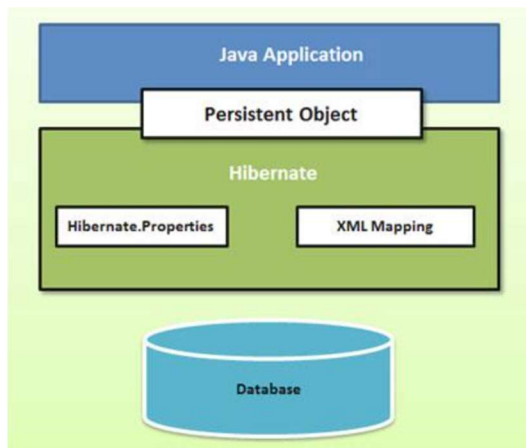 Java Application
Persistent Object
Hibernate
Hibernate.Properties
XML Mapping
Database